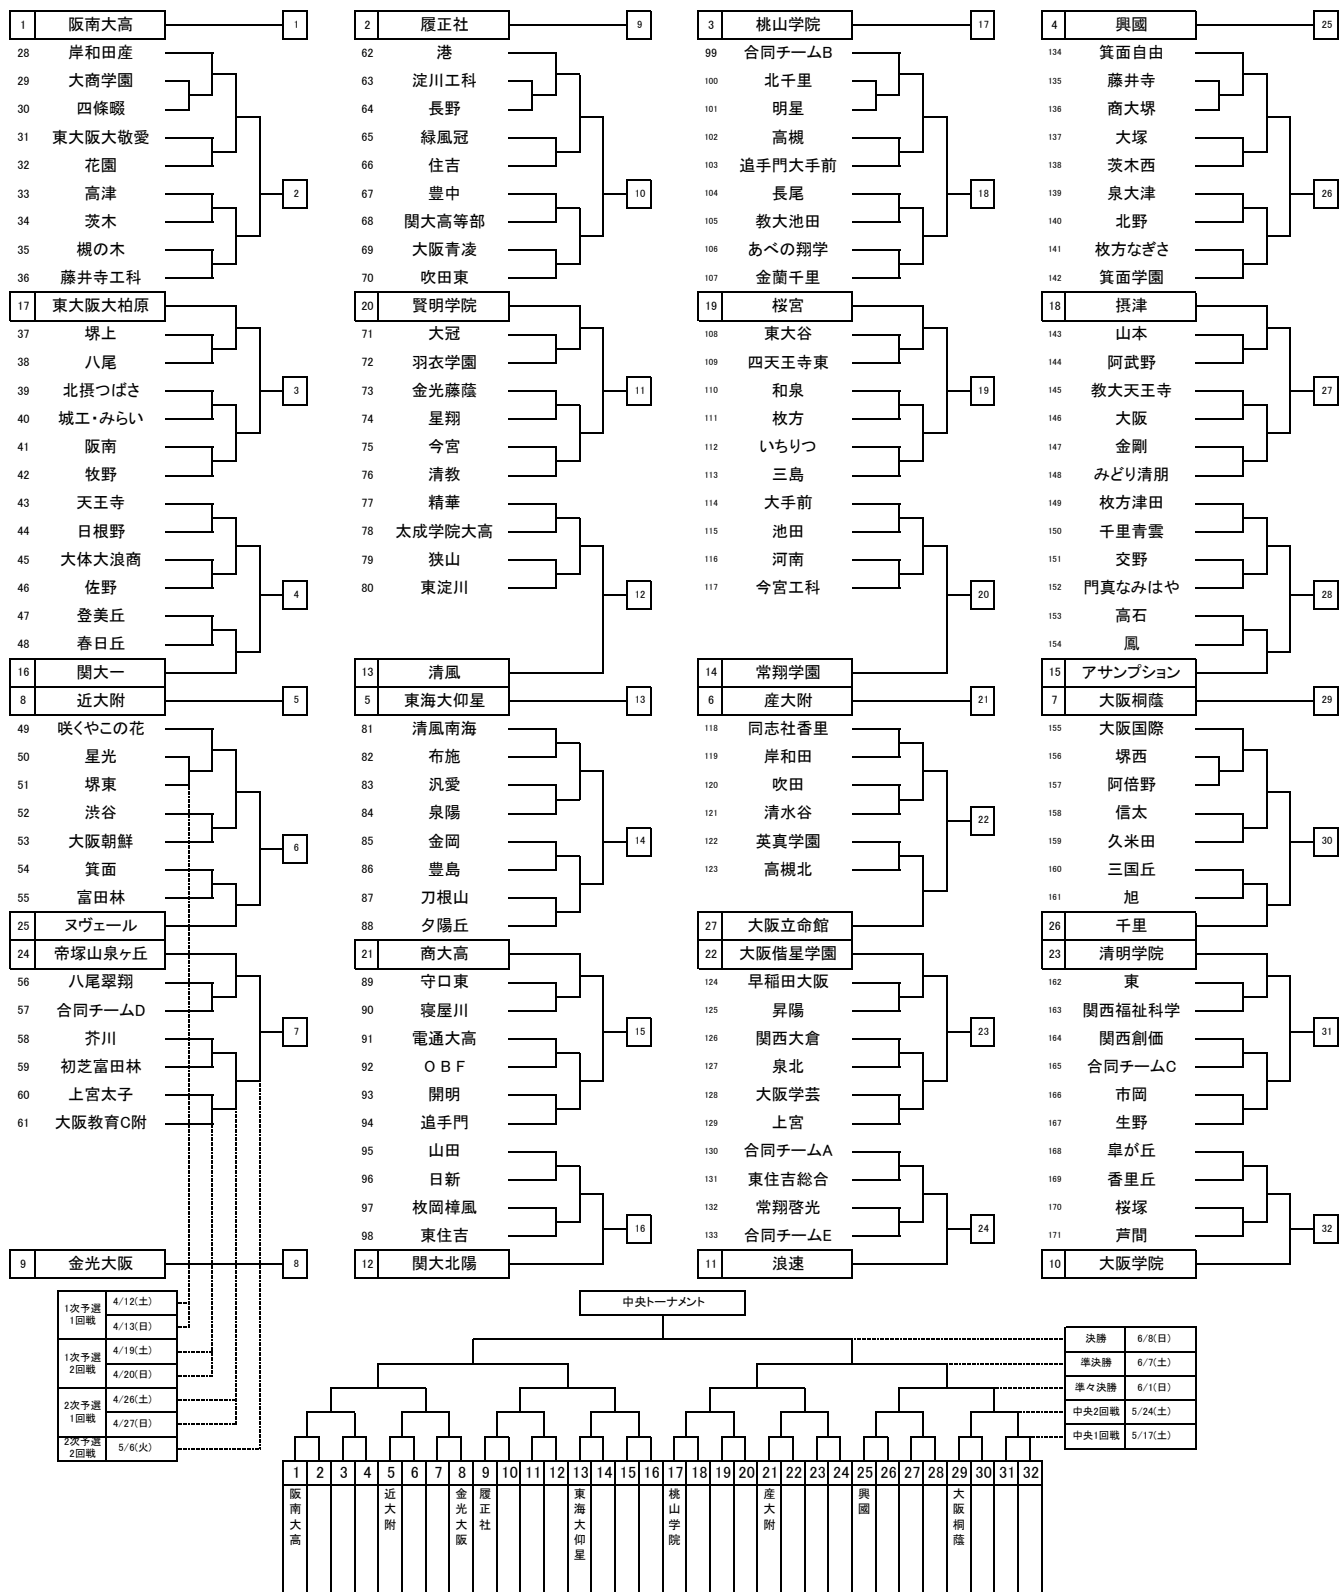 1 阪南大高 1
28 岸和田産
29 大商学園
30 四條畷
31 東大阪大敬愛
32 花園
33 高津
2
34 茨木
35 槻の木
36 藤井寺工科
17 東大阪大柏原
37 堺上
38 八尾
39 北摂つばさ
3
40 城工・みらい
41 阪南
42 牧野
43 天王寺
44 日根野
45 大体大浪商
46 佐野
4
47 登美丘
48 春日丘
16 関大一
8 近大附 5
49 咲くやこの花
50 星光
51 堺東
52 渋谷
53 大阪朝鮮
6
54 箕面
55 富田林
25 ヌヴェール
24 帝塚山泉ヶ丘
56 八尾翠翔
57 合同チームD
7
58 芥川
59 初芝富田林
60 上宮太子
61 大阪教育C附
9 金光大阪 8
2 履正社 9
62 港
63 淀川工科
64 長野
65 緑風冠
66 住吉
67 豊中
10
68 関大高等部
69 大阪青凌
70 吹田東
20 賢明学院
71 大冠
72 羽衣学園
73 金光藤蔭
11
74 星翔
75 今宮
76 清教
77 精華
78 太成学院大高
79 狭山
80 東淀川
12
13 清風
5 東海大仰星 13
81 清風南海
82 布施
83 汎愛
84 泉陽
85 金岡
14
86 豊島
87 刀根山
88 夕陽丘
21 商大高
89 守口東
90 寝屋川
91 電通大高
15
92 OBF
93 開明
94 追手門
95 山田
96 日新
97 枚岡樟風
16
98 東住吉
12 関大北陽
3 桃山学院 17
99 合同チームB
100 北千里
101 明星
102 高槻
103 追手門大手前
104 長尾
18
105 教大池田
106 あべの翔学
107 金蘭千里
19 桜宮
108 東大谷
109 四天王寺東
110 和泉
19
111 枚方
112 いちりつ
113 三島
114 大手前
115 池田
116 河南
117 今宮工科
20
14 常翔学園
6 産大附 21
118 同志社香里
119 岸和田
120 吹田
121 清水谷
22
122 英真学園
123 高槻北
27 大阪立命館
22 大阪偕星学園
124 早稲田大阪
125 昇陽
126 関西大倉
23
127 泉北
128 大阪学芸
129 上宮
130 合同チームA
131 東住吉総合
132 常翔啓光
24
133 合同チームE
11 浪速
4 興國 25
134 箕面自由
135 藤井寺
136 商大堺
137 大塚
138 茨木西
139 泉大津
26
140 北野
141 枚方なぎさ
142 箕面学園
18 摂津
143 山本
144 阿武野
145 教大天王寺
27
146 大阪
147 金剛
148 みどり清朋
149 枚方津田
150 千里青雲
151 交野
152 門真なみはや
28
153 高石
154 鳳
15 アサンプション
7 大阪桐蔭 29
155 大阪国際
156 堺西
157 阿倍野
158 信太
159 久米田
30
160 三国丘
161 旭
26 千里
23 清明学院
162 東
163 関西福祉科学
164 関西創価
31
165 合同チームC
166 市岡
167 生野
168 皐が丘
169 香里丘
170 桜塚
171 芦間
32
10 大阪学院
1次予選
1回戦
4/12(土)
4/13(日)
1次予選
2回戦
4/19(土)
4/20(日)
2次予選
1回戦
4/26(土)
4/27(日)
2次予選
2回戦
5/6(火)
中央トーナメント
決勝 6/8(日)
準決勝 6/7(土)
準々決勝 6/1(日)
中央2回戦 5/24(土)
中央1回戦 5/17(土)
1 2 3 4 5 6 7 8 9 10 11 12 13 14 15 16 17 18 19 20 21 22 23 24 25 26 27 28 29 30 31 32
阪南大高
近大附
金光大阪
履正社
東海大仰星
桃山学院
産大附
興國
大阪桐蔭